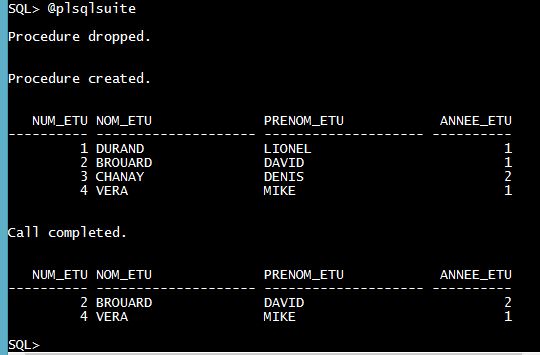 SQL> @plsqlsuite
Procedure dropped.
Procedure created.
NUM_ETU NOM_ETU PRENOM_ETU ANNEE_ETU
---------- -------------------- -------------------- ----------
1 DURAND LIONEL 1
2 BROUARD DAVID 1
3 CHANAY DENIS 2
4 VERA MIKE 1
Call completed.
NUM_ETU NOM_ETU PRENOM_ETU ANNEE_ETU
---------- -------------------- -------------------- ----------
2 BROUARD DAVID 2
4 VERA MIKE 1
SQL>